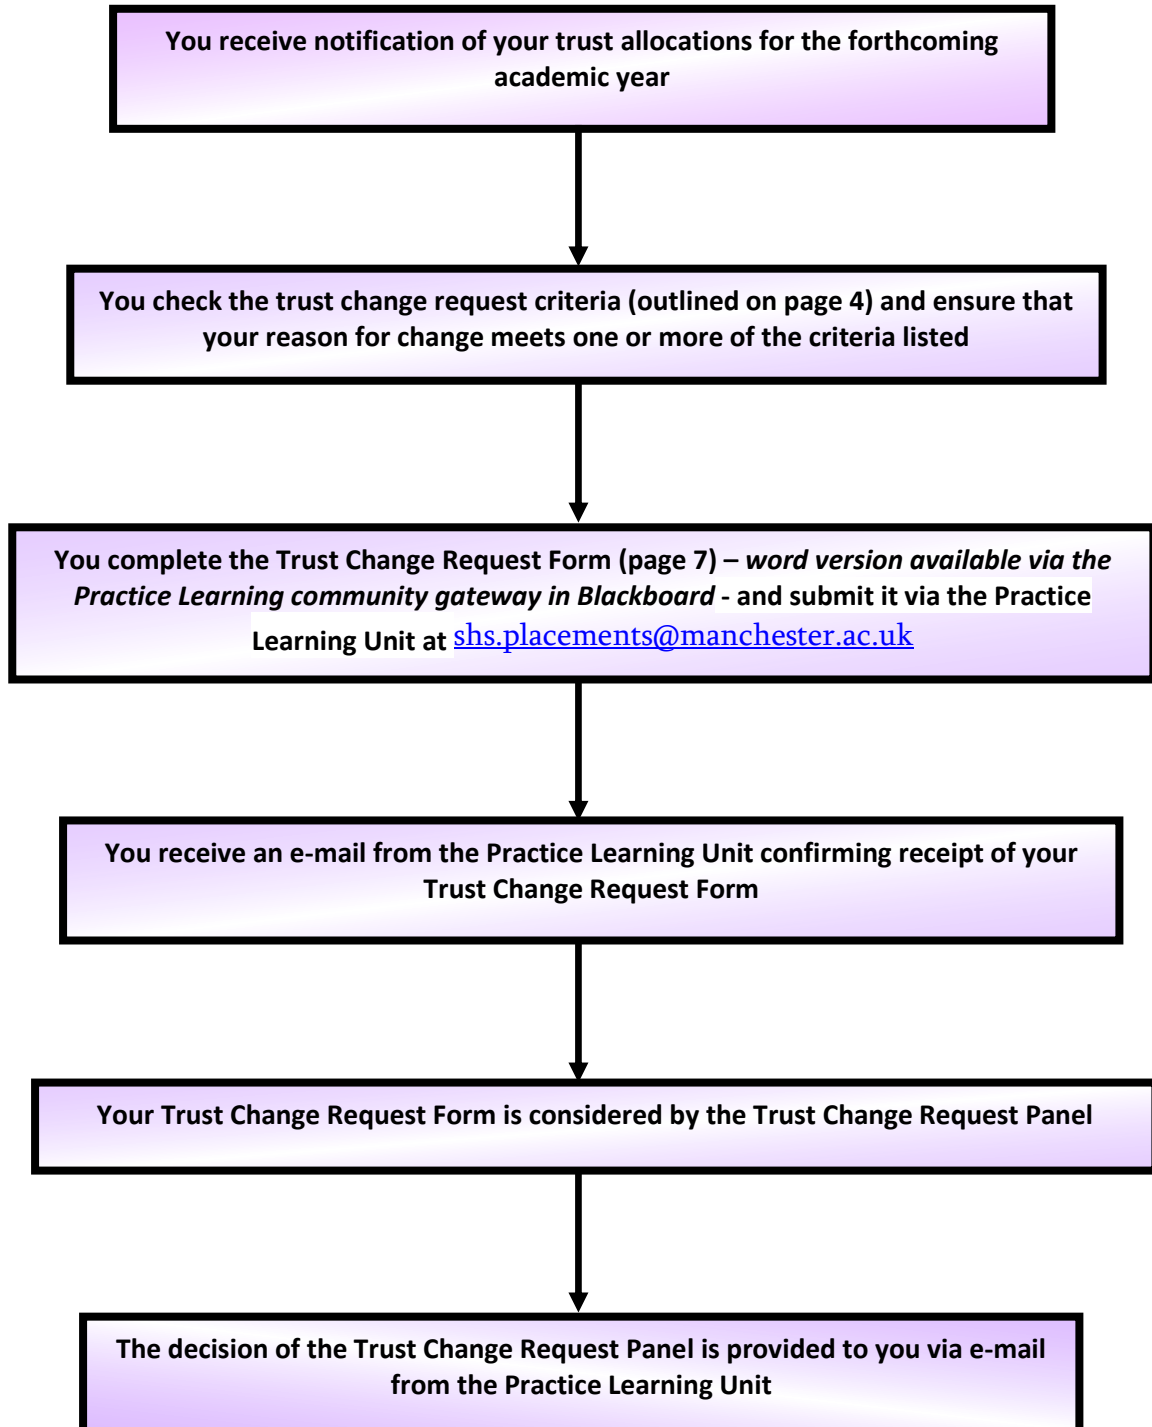 You receive notification of your trust allocations for the forthcoming
academic year
You check the trust change request criteria (outlined on page 4) and ensure that
your reason for change meets one or more of the criteria listed
You complete the Trust Change Request Form (page 7) – word version available via the
Practice Learning community gateway in Blackboard - and submit it via the Practice
Learning Unit at shs.placements@manchester.ac.uk
You receive an e-mail from the Practice Learning Unit confirming receipt of your
Trust Change Request Form
Your Trust Change Request Form is considered by the Trust Change Request Panel
The decision of the Trust Change Request Panel is provided to you via e-mail
from the Practice Learning Unit